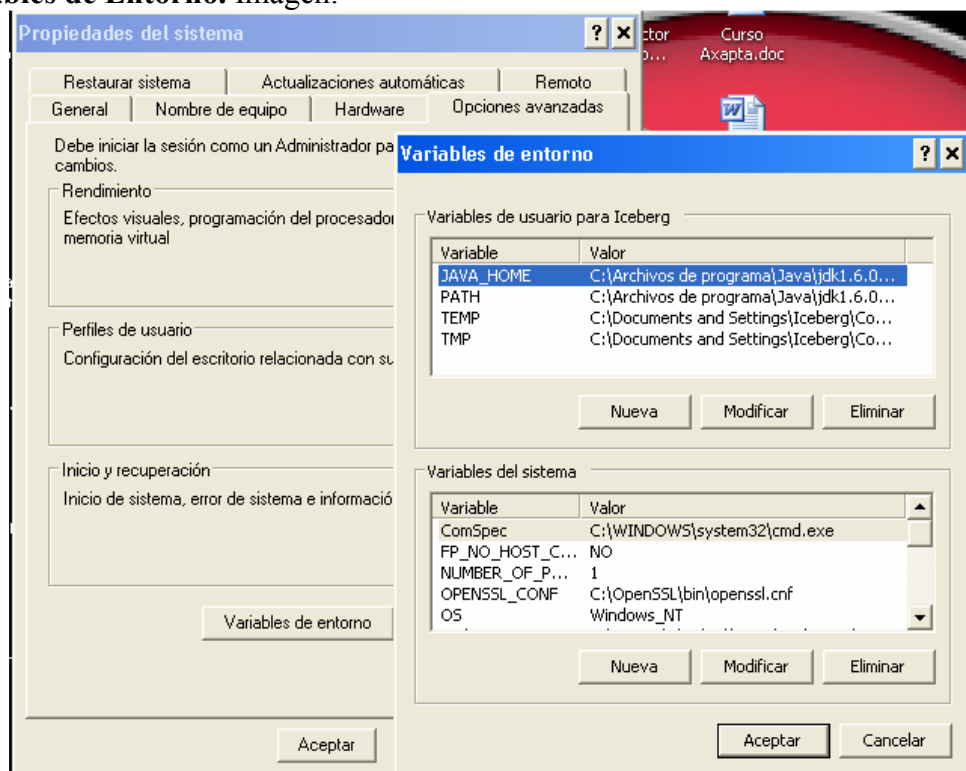 bles de Entorno. Imagen:
Propiedades del sistema
ctor
Curso
Axapta.doc
Restaurar sistema
Actualizaciones automáticas
Remoto
General
Nombre de equipo
Hardware
Opciones avanzadas
Debe iniciar la sesión como un Administrador pa
cambios.
Rendimiento
Efectos visuales, programación del procesador
memoria virtual
Perfiles de usuario
Configuración del escritorio relacionada con su
Inicio y recuperación
Inicio de sistema, error de sistema e informació
Variables de entorno
Aceptar
Variables de entorno
Variables de usuario para Iceberg
Variable Valor
JAVA_HOME C:\Archivos de programa\Java\jdk1.6.0...
PATH C:\Archivos de programa\Java\jdk1.6.0...
TEMP C:\Documents and Settings\Iceberg\Co...
TMP C:\Documents and Settings\Iceberg\Co...
Nueva Modificar Eliminar
Variables del sistema
Variable Valor
ComSpec C:\WINDOWS\system32\cmd.exe
FP_NO_HOST_C... NO
NUMBER_OF_P... 1
OPENSSL_CONF C:\OpenSSL\bin\openssl.cnf
OS Windows_NT
Nueva Modificar Eliminar
Aceptar Cancelar